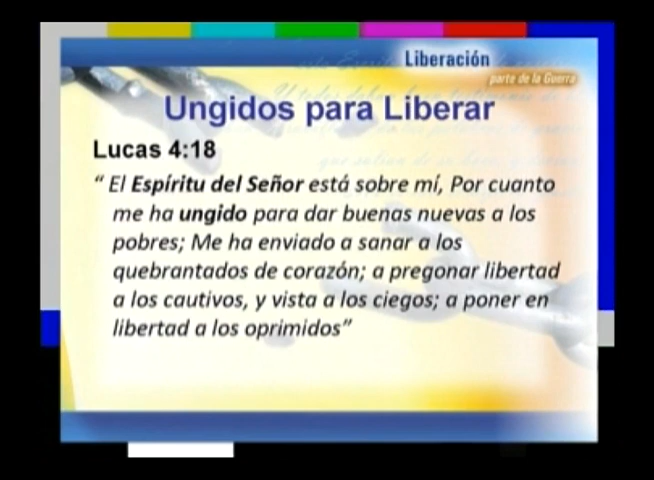 Liberación
parte de la Guerra
Ungidos para Liberar
Lucas 4:18
“ El Espíritu del Señor está sobre mí, Por cuanto
me ha ungido para dar buenas nuevas a los
pobres; Me ha enviado a sanar a los
quebrantados de corazón; a pregonar libertad
a los cautivos, y vista a los ciegos; a poner en
libertad a los oprimidos”